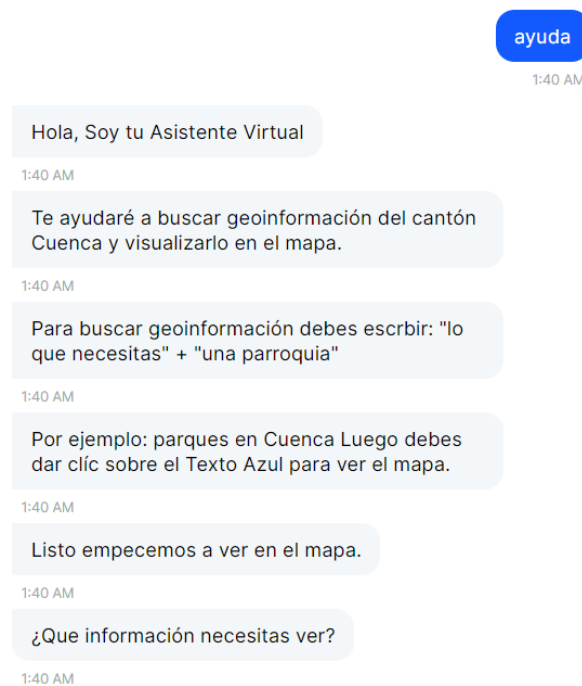 ayuda
1:40 AM
Hola, Soy tu Asistente Virtual
1:40 AM
Te ayudaré a buscar geoinformación del cantón
Cuenca y visualizarlo en el mapa.
1:40 AM
Para buscar geoinformación debes escrbir: "lo
que necesitas" + "una parroquia"
1:40 AM
Por ejemplo: parques en Cuenca Luego debes
dar clíc sobre el Texto Azul para ver el mapa.
1:40 AM
Listo empecemos a ver en el mapa.
1:40 AM
¿Que información necesitas ver?
1:40 AM